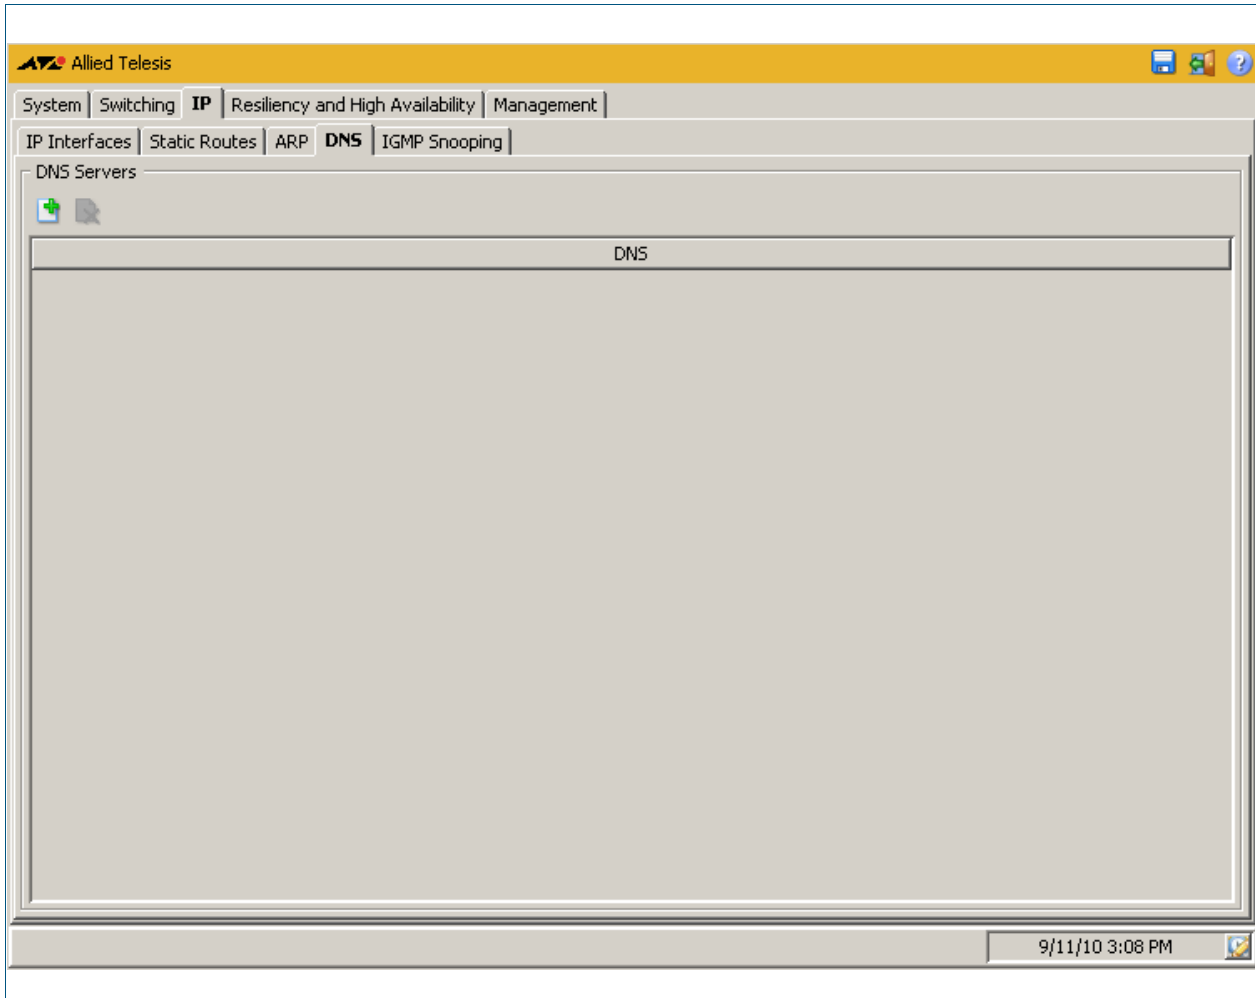 Allied Telesis
System Switching IP Resiliency and High Availability Management
IP Interfaces Static Routes ARP DNS IGMP Snooping
DNS Servers
DNS
9/11/10 3:08 PM